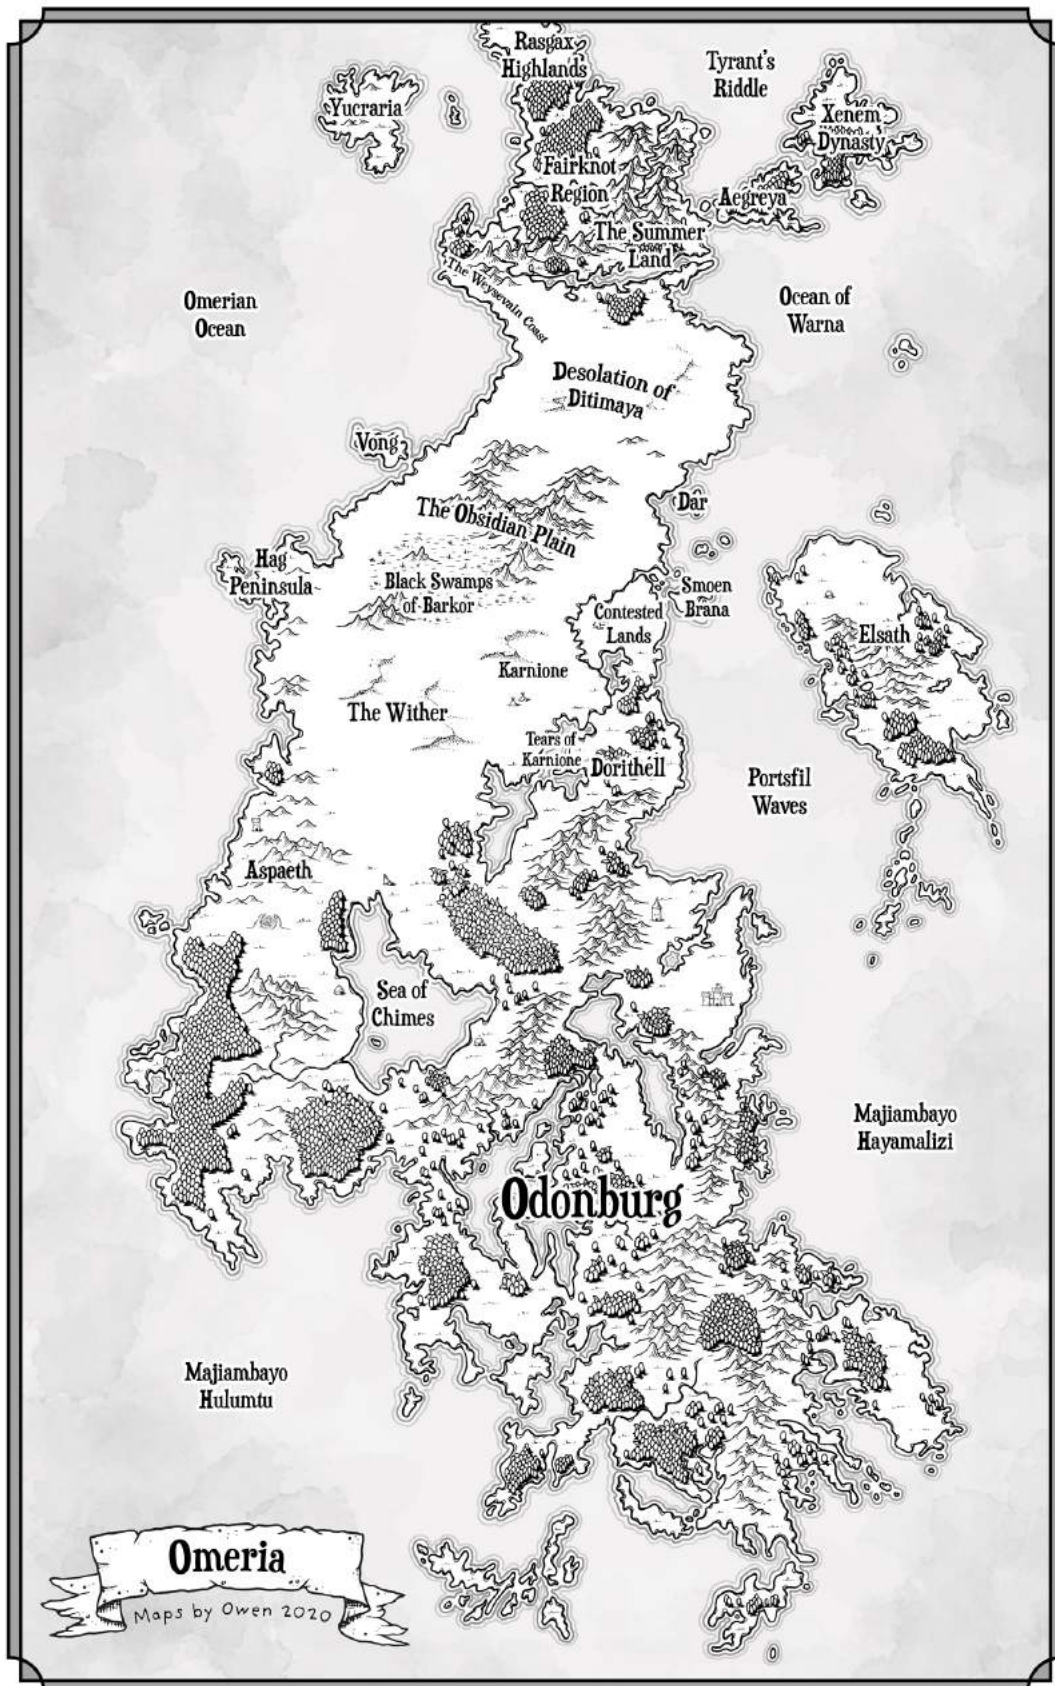 Rasgax
Highlands
Tyrant's
Riddle
Yucraria
Xenem
Dynasty
Fairknot
Region
Aegreya
The Summer
Land
The Weysevain Coast
Omerian
Ocean
Ocean of
Warna
Desolation of
Ditimaya
Vong
Dar
The Obsidian Plain
Hag
Peninsula
Black Swamps
of Barkor
Smoen
Brana
Contested
Lands
Elsath
Karnione
The Wither
Tears of
Karnione
Dorithell
Portsfil
Waves
Aspaeth
Sea of
Chimes
Majiambayo
Hayamalizi
Odonburg
Majiambayo
Hulumtu
Omeria
Maps by Owen 2020